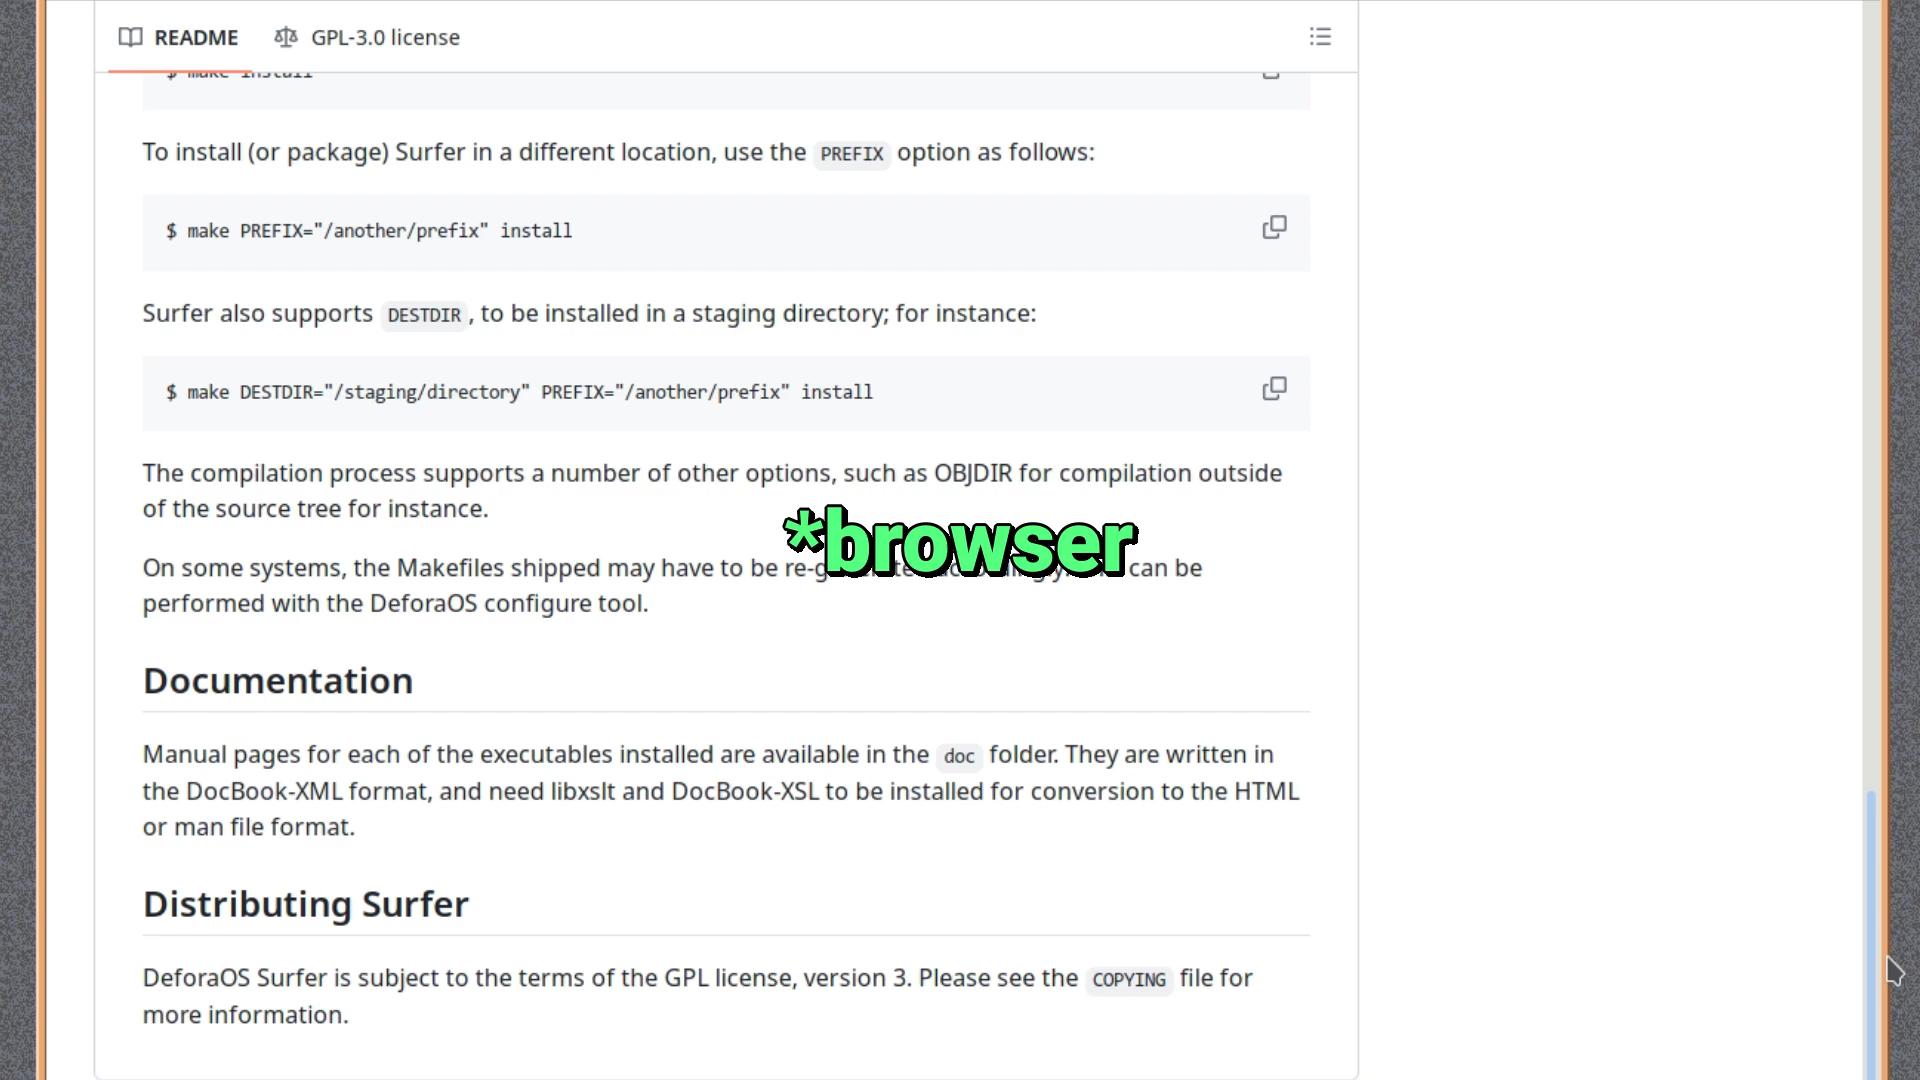 README GPL-3.0 license
$ make install
To install (or package) Surfer in a different location, use the PREFIX option as follows:
$ make PREFIX="/another/prefix" install
Surfer also supports DESTDIR, to be installed in a staging directory; for instance:
$ make DESTDIR="/staging/directory" PREFIX="/another/prefix" install
The compilation process supports a number of other options, such as OBJDIR for compilation outside
of the source tree for instance.
*browser
On some systems, the Makefiles shipped may have to be can be
performed with the DeforaOS configure tool.
Documentation
Manual pages for each of the executables installed are available in the doc folder. They are written in
the DocBook-XML format, and need libxslt and DocBook-XSL to be installed for conversion to the HTML
or man file format.
Distributing Surfer
DeforaOS Surfer is subject to the terms of the GPL license, version 3. Please see the COPYING file for
more information.